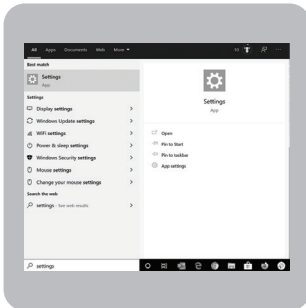 All Apps Documents Web More
Best match
Settings
App
Settings
Display settings
Windows Update settings
WiFi settings
Power & sleep settings
Windows Security settings
Mouse settings
Change your mouse settings
Search the web
settings - See web results
Settings
App
Open
Pin to Start
Pin to taskbar
App settings
settings